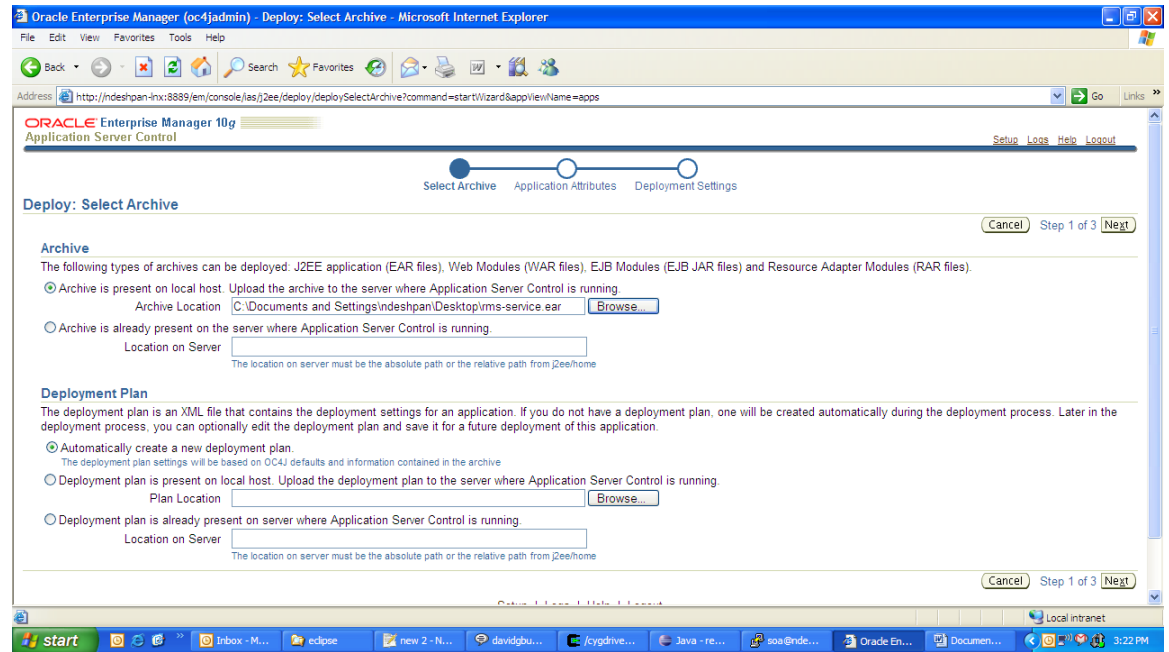 Oracle Enterprise Manager (oc4jadmin) - Deploy: Select Archive - Microsoft Internet Explorer
File Edit View Favorites Tools Help
Back Search Favorites
Address http://ndeshpan-lnx:8889/em/console/ias/j2ee/deploy/deploySelectArchive?command=startWizard&appViewName=apps Go Links »
ORACLE Enterprise Manager 10g
Application Server Control
Setup Logs Help Logout
Select Archive Application Attributes Deployment Settings
Deploy: Select Archive
Cancel Step 1 of 3 Next
Archive
The following types of archives can be deployed: J2EE application (EAR files), Web Modules (WAR files), EJB Modules (EJB JAR files) and Resource Adapter Modules (RAR files).
Archive is present on local host. Upload the archive to the server where Application Server Control is running.
Archive Location C:\Documents and Settings\ndeshpan\Desktop\rms-service.ear Browse...
Archive is already present on the server where Application Server Control is running.
Location on Server
The location on server must be the absolute path or the relative path from j2ee/home
Deployment Plan
The deployment plan is an XML file that contains the deployment settings for an application. If you do not have a deployment plan, one will be created automatically during the deployment process. Later in the
deployment process, you can optionally edit the deployment plan and save it for a future deployment of this application.
Automatically create a new deployment plan.
The deployment plan settings will be based on OC4J defaults and information contained in the archive
Deployment plan is present on local host. Upload the deployment plan to the server where Application Server Control is running.
Plan Location Browse...
Deployment plan is already present on server where Application Server Control is running.
Location on Server
The location on server must be the absolute path or the relative path from j2ee/home
Cancel Step 1 of 3 Next
Setup | Logs | Help | Logout
Local intranet
start » Inbox - M... eclipse new 2 - N... davidgbu... /cygdrive... Java - re... soa@nde... Oracle En... Documen... 3:22 PM